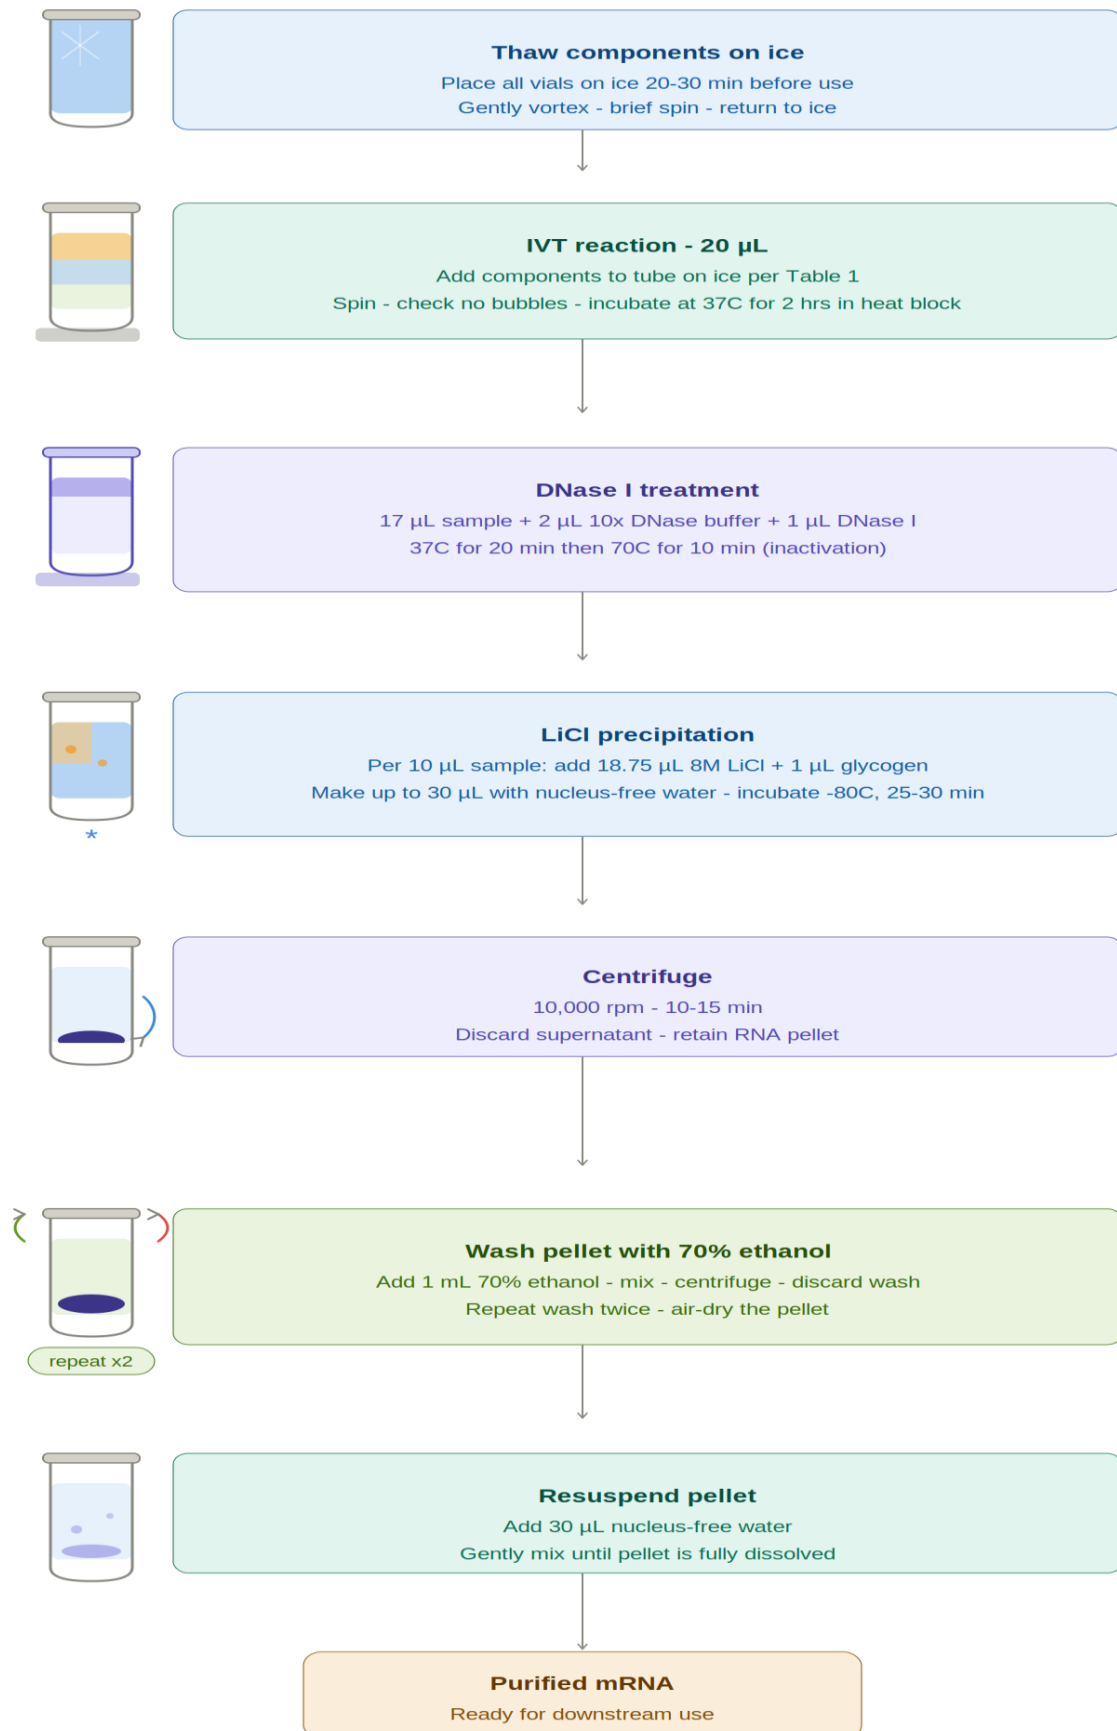 Thaw components on ice
Place all vials on ice 20-30 min before use
Gently vortex - brief spin - return to ice
IVT reaction - 20 µL
Add components to tube on ice per Table 1
Spin - check no bubbles - incubate at 37C for 2 hrs in heat block
DNase I treatment
17 µL sample + 2 µL 10x DNase buffer + 1 µL DNase I
37C for 20 min then 70C for 10 min (inactivation)
LiCl precipitation
Per 10 µL sample: add 18.75 µL 8M LiCl + 1 µL glycogen
Make up to 30 µL with nucleus-free water - incubate -80C, 25-30 min
*
Centrifuge
10,000 rpm - 10-15 min
Discard supernatant - retain RNA pellet
Wash pellet with 70% ethanol
Add 1 mL 70% ethanol - mix - centrifuge - discard wash
Repeat wash twice - air-dry the pellet
repeat x2
Resuspend pellet
Add 30 µL nucleus-free water
Gently mix until pellet is fully dissolved
Purified mRNA
Ready for downstream use